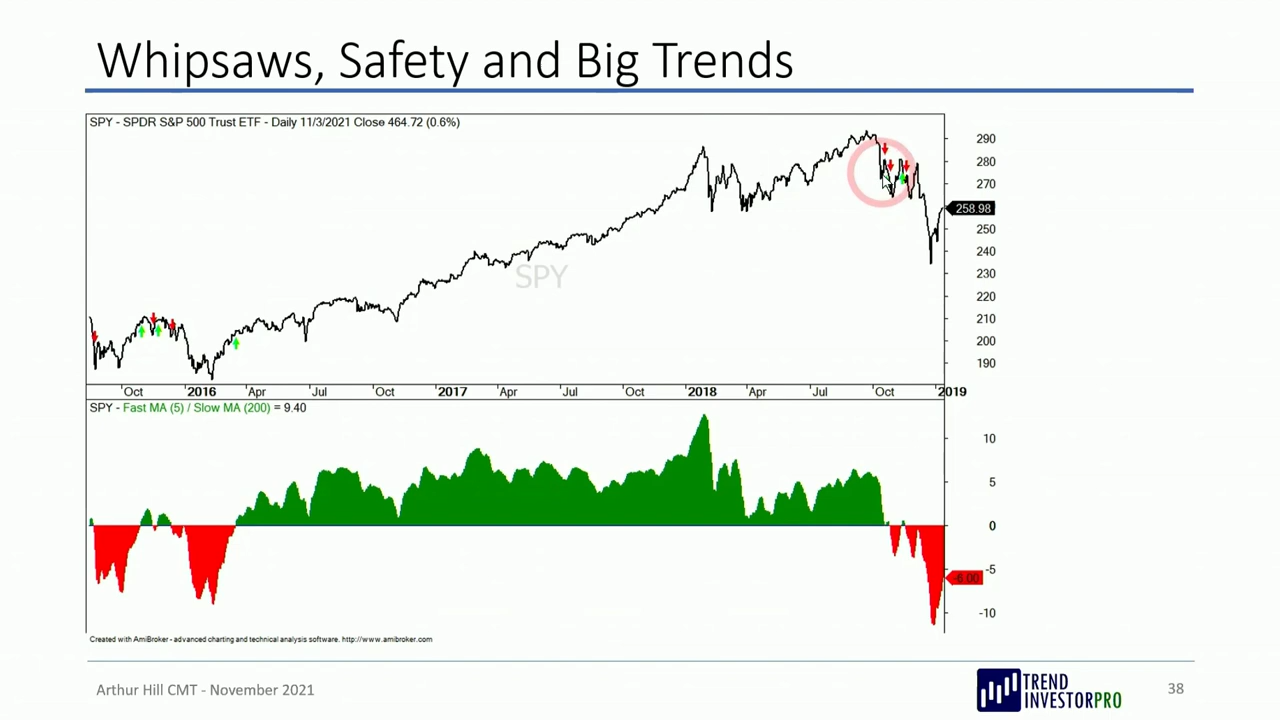 Whipsaws, Safety and Big Trends
SPY - SPDR S&P 500 Trust ETF - Daily 11/3/2021 Close 464.72 (0.6%)
290
280
270
258.98
250
240
230
220
210
200
190
SPY
Oct 2016 Apr Jul Oct 2017 Apr Jul Oct 2018 Apr Jul Oct 2019
SPY - Fast MA (5) / Slow MA (200) = 9.40
10
5
0
-5
-6.00
-10
Created with AmiBroker - advanced charting and technical analysis software. http://www.amibroker.com
Arthur Hill CMT - November 2021
TREND
INVESTORPRO
38